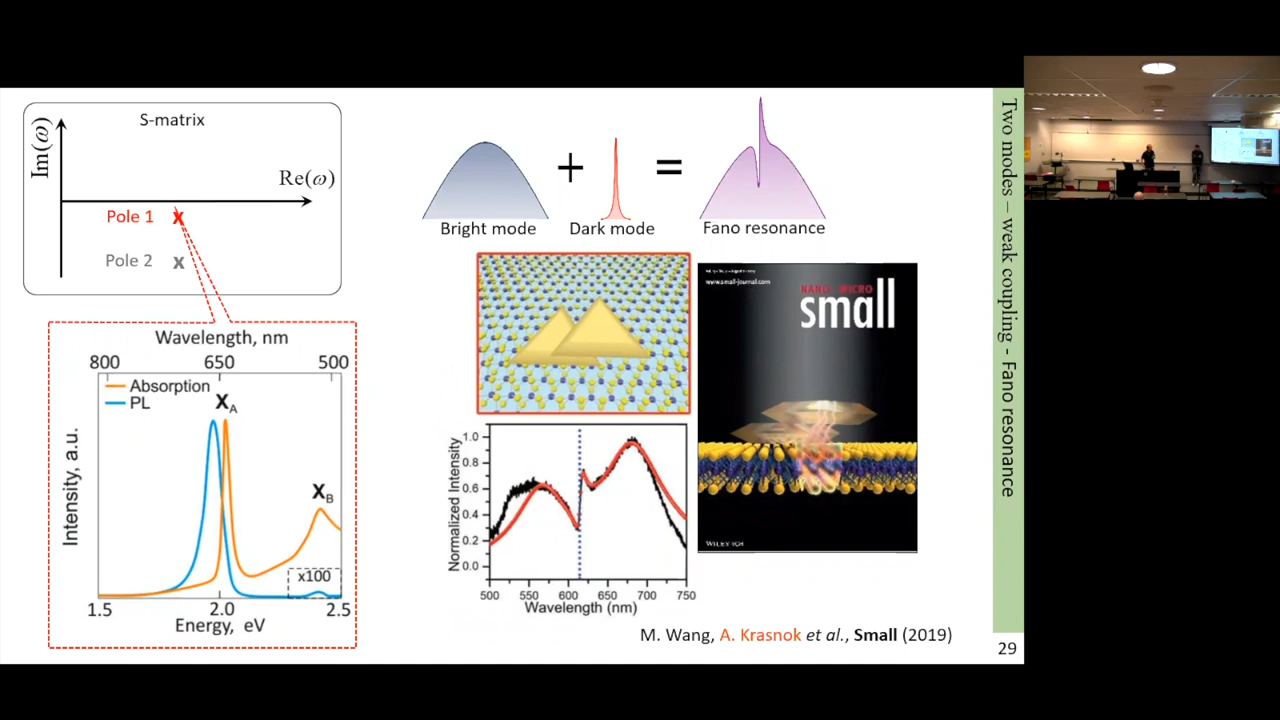 S-matrix
Im(ω)
Re(ω)
Pole 1
Pole 2
Wavelength, nm
800 650 500
Absorption
PL
X_A
X_B
x100
Intensity, a.u.
1.5 2.0 2.5
Energy, eV
+ =
Bright mode Dark mode Fano resonance
www.small-journal.com
NANO MICRO
small
WILEY-VCH
1.0
0.8
0.6
0.4
0.2
0.0
Normalized Intensity
500 550 600 650 700 750
Wavelength (nm)
M. Wang, A. Krasnok et al., Small (2019)
Two modes – weak coupling - Fano resonance
29